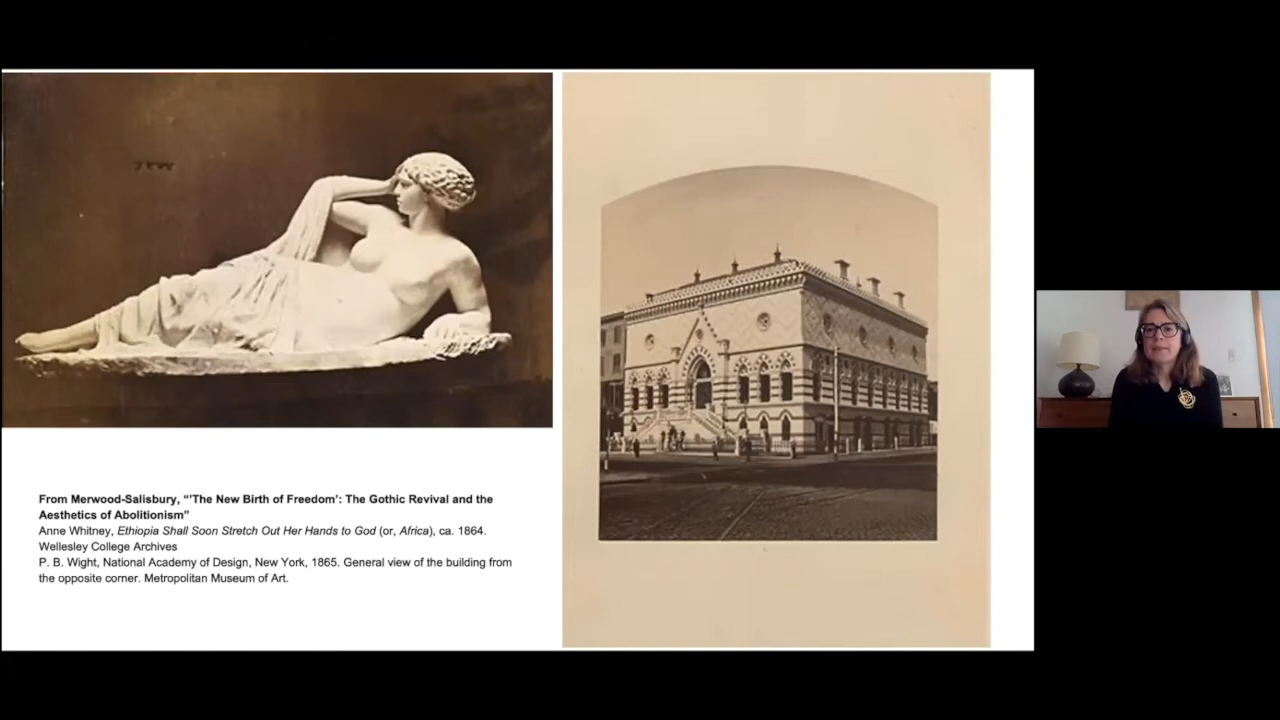 From Merwood-Salisbury, “’The New Birth of Freedom’: The Gothic Revival and the
Aesthetics of Abolitionism”
Anne Whitney, Ethiopia Shall Soon Stretch Out Her Hands to God (or, Africa), ca. 1864.
Wellesley College Archives
P. B. Wight, National Academy of Design, New York, 1865. General view of the building from
the opposite corner. Metropolitan Museum of Art.